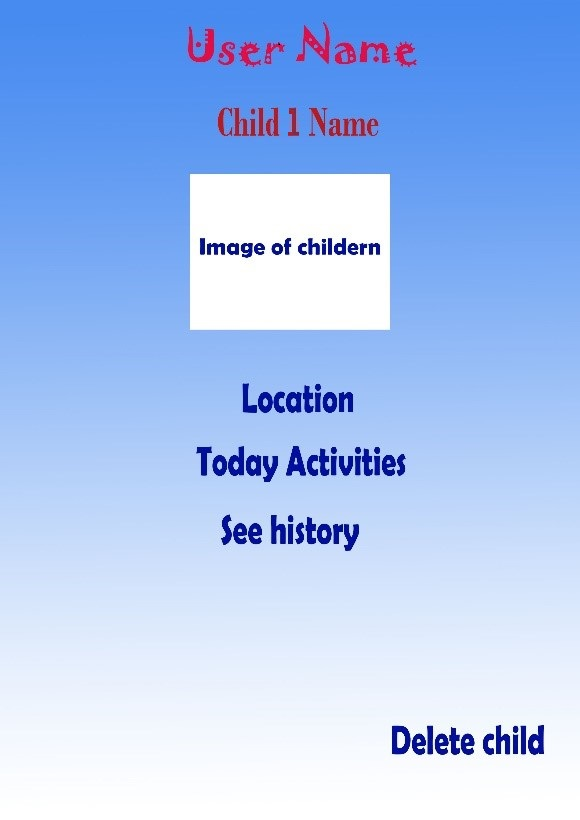 User Name
Child 1 Name
Image of childern
Location
Today Activities
See history
Delete child